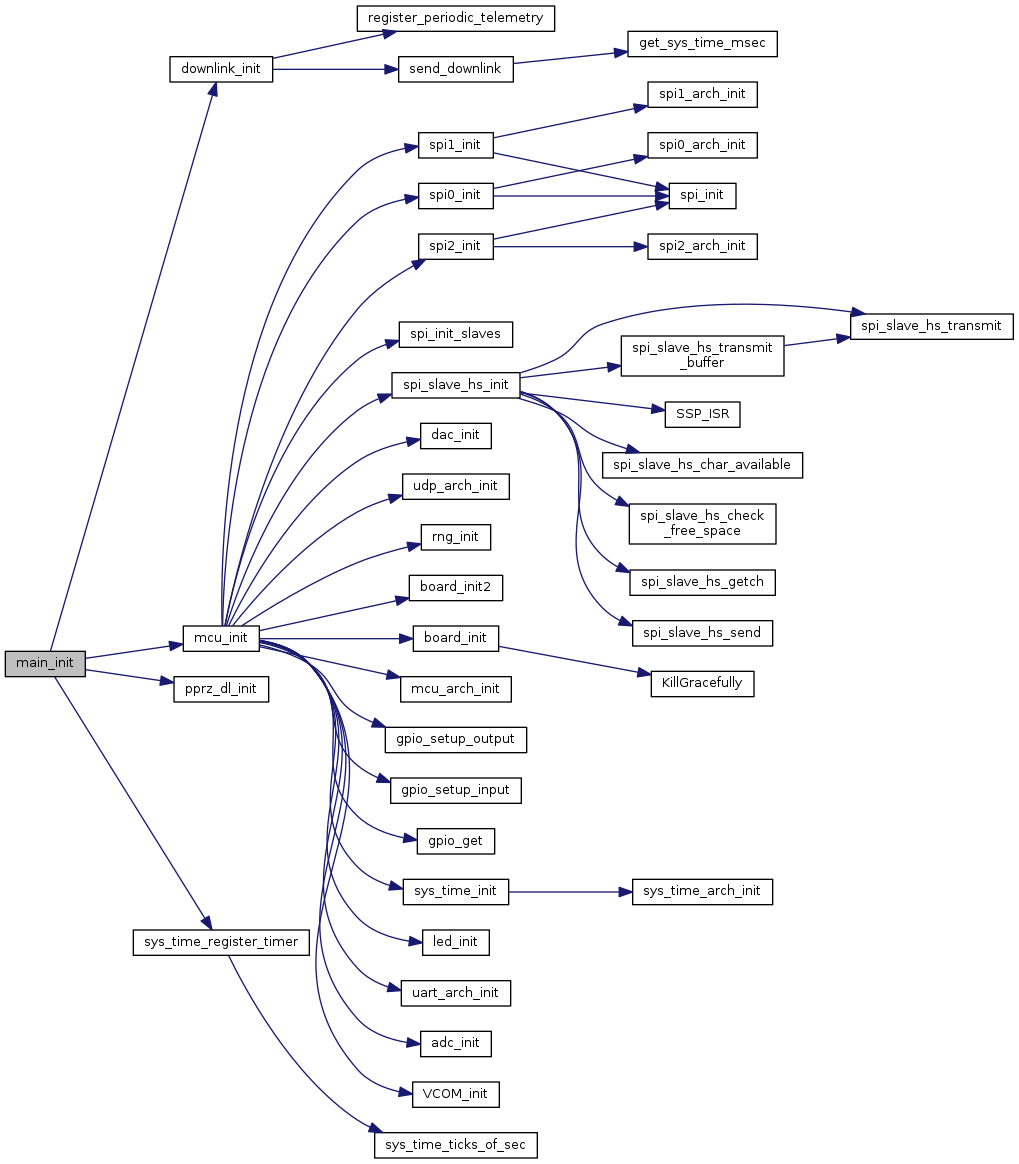 register_periodic_telemetry
get_sys_time_msec
downlink_init
send_downlink
spi1_arch_init
spi1_init
spi0_arch_init
spi0_init
spi_init
spi2_init
spi2_arch_init
spi_slave_hs_transmit
spi_init_slaves
spi_slave_hs_transmit
_buffer
spi_slave_hs_init
SSP_ISR
dac_init
spi_slave_hs_char_available
udp_arch_init
spi_slave_hs_check
_free_space
rng_init
spi_slave_hs_getch
board_init2
spi_slave_hs_send
mcu_init
board_init
main_init
KillGracefully
pprz_dl_init
mcu_arch_init
gpio_setup_output
gpio_setup_input
gpio_get
sys_time_init
sys_time_arch_init
sys_time_register_timer
led_init
uart_arch_init
adc_init
VCOM_init
sys_time_ticks_of_sec